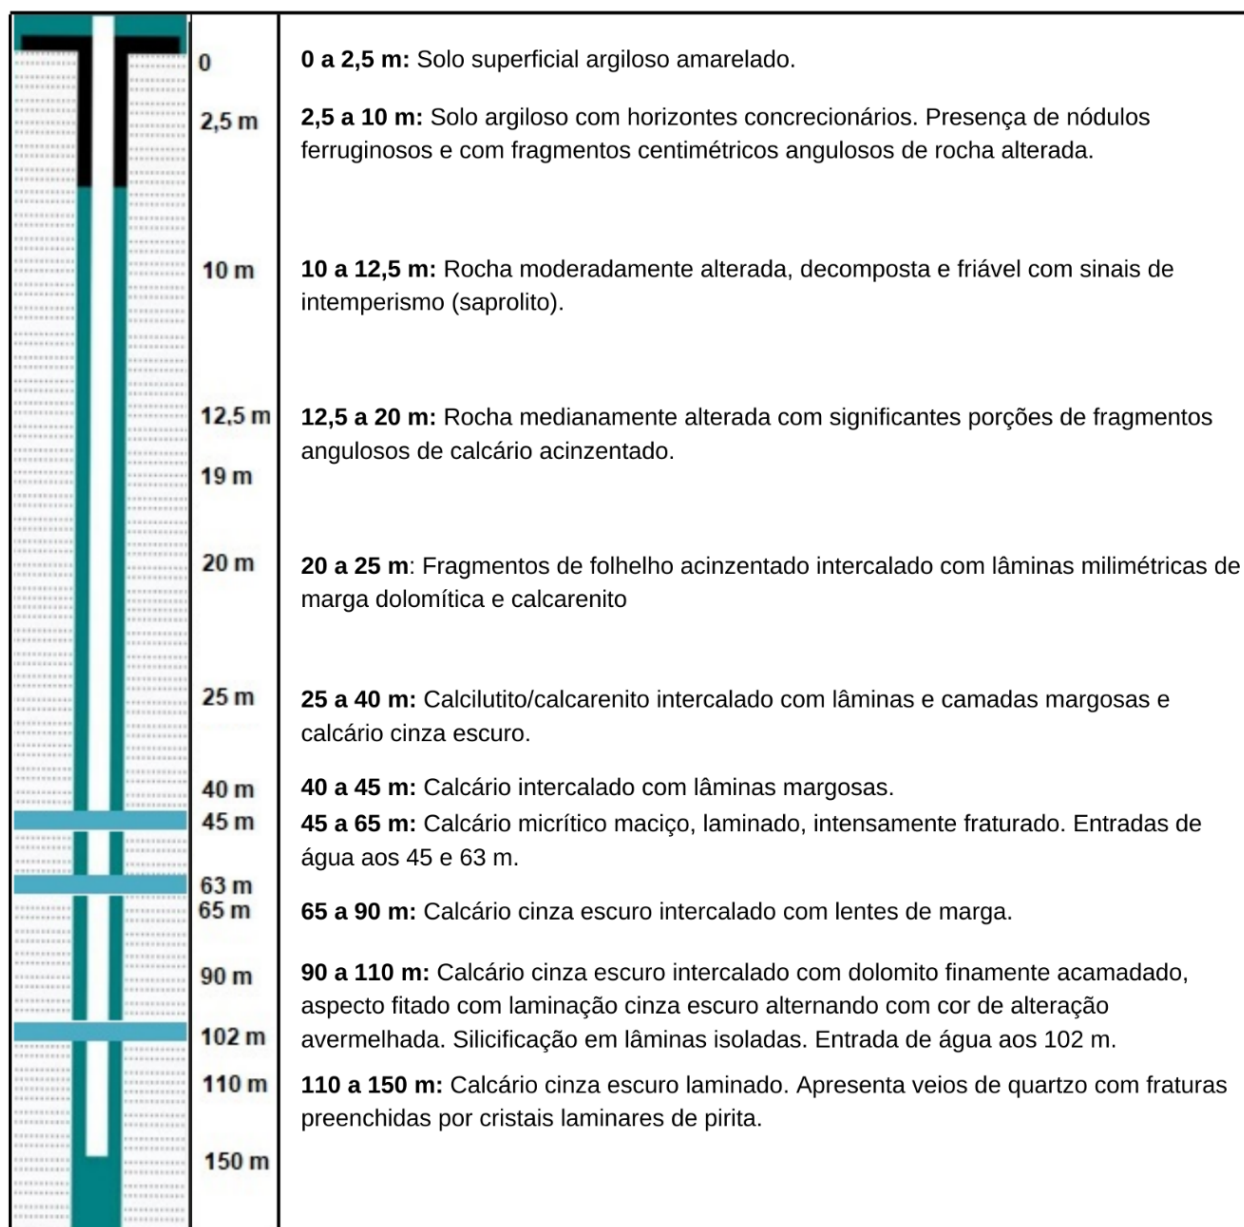 0
0 a 2,5 m: Solo superficial argiloso amarelado.
2,5 m
2,5 a 10 m: Solo argiloso com horizontes concrecionários. Presença de nódulos
ferruginosos e com fragmentos centimétricos angulosos de rocha alterada.
10 m
10 a 12,5 m: Rocha moderadamente alterada, decomposta e friável com sinais de
intemperismo (saprolito).
12,5 m
12,5 a 20 m: Rocha medianamente alterada com significantes porções de fragmentos
angulosos de calcário acinzentado.
19 m
20 m
20 a 25 m: Fragmentos de folhelho acinzentado intercalado com lâminas milimétricas de
marga dolomítica e calcarenito
25 m
25 a 40 m: Calcilutito/calcarenito intercalado com lâminas e camadas margosas e
calcário cinza escuro.
40 m
40 a 45 m: Calcário intercalado com lâminas margosas.
45 m
45 a 65 m: Calcário micrítico maciço, laminado, intensamente fraturado. Entradas de
água aos 45 e 63 m.
63 m
65 m
65 a 90 m: Calcário cinza escuro intercalado com lentes de marga.
90 m
90 a 110 m: Calcário cinza escuro intercalado com dolomito finamente acamadado,
aspecto fitado com laminação cinza escuro alternando com cor de alteração
avermelhada. Silicificação em lâminas isoladas. Entrada de água aos 102 m.
102 m
110 m
110 a 150 m: Calcário cinza escuro laminado. Apresenta veios de quartzo com fraturas
preenchidas por cristais laminares de pirita.
150 m